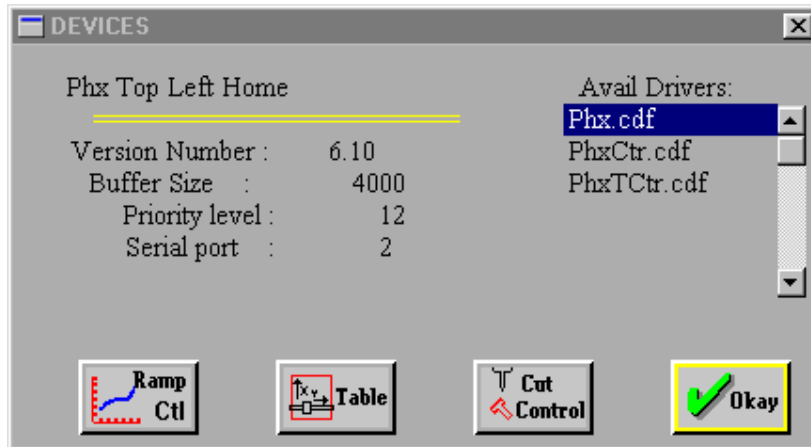 DEVICES
Phx Top Left Home
Avail Drivers:
Phx.cdf
PhxCtr.cdf
PhxTCtr.cdf
Version Number : 6.10
Buffer Size : 4000
Priority level : 12
Serial port : 2
Ramp
Ctl
X Y
Table
Cut
Control
Okay